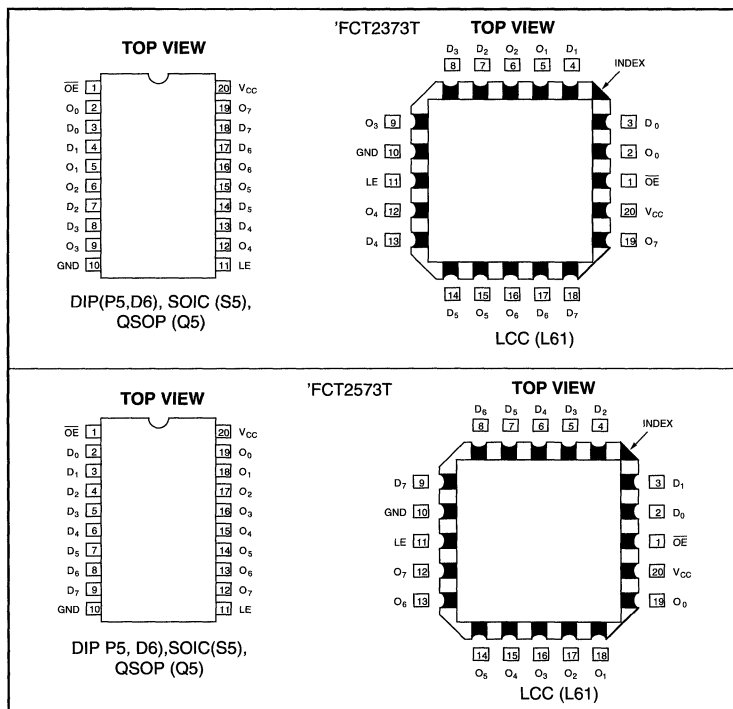 'FCT2373T
TOP VIEW
OE 1 20 VCC
O0 2 19 O7
D0 3 18 D7
D1 4 17 D6
O1 5 16 O6
O2 6 15 O5
D2 7 14 D5
D3 8 13 D4
O3 9 12 O4
GND 10 11 LE
DIP(P5,D6), SOIC (S5),
QSOP (Q5)
TOP VIEW
D3 D2 O2 O1 D1
8 7 6 5 4
INDEX
O3 9 3 D0
GND 10 2 O0
LE 11 1 OE
O4 12 20 VCC
D4 13 19 O7
14 15 16 17 18
D5 O5 O6 D6 D7
LCC (L61)
'FCT2573T
TOP VIEW
OE 1 20 VCC
D0 2 19 O0
D1 3 18 O1
D2 4 17 O2
D3 5 16 O3
D4 6 15 O4
D5 7 14 O5
D6 8 13 O6
D7 9 12 O7
GND 10 11 LE
DIP P5, D6),SOIC(S5),
QSOP (Q5)
TOP VIEW
D6 D5 D4 D3 D2
8 7 6 5 4
INDEX
D7 9 3 D1
GND 10 2 D0
LE 11 1 OE
O7 12 20 VCC
O6 13 19 O0
14 15 16 17 18
O5 O4 O3 O2 O1
LCC (L61)